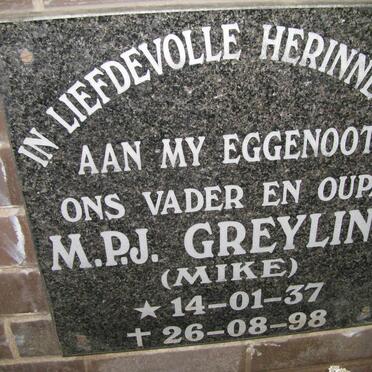 IN LIEFDEVOLLE HERINNE
AAN MY EGGENOOT
ONS VADER EN OUP
M.P.J. GREYLIN
(MIKE)
★ 14-01-37
✝ 26-08-98